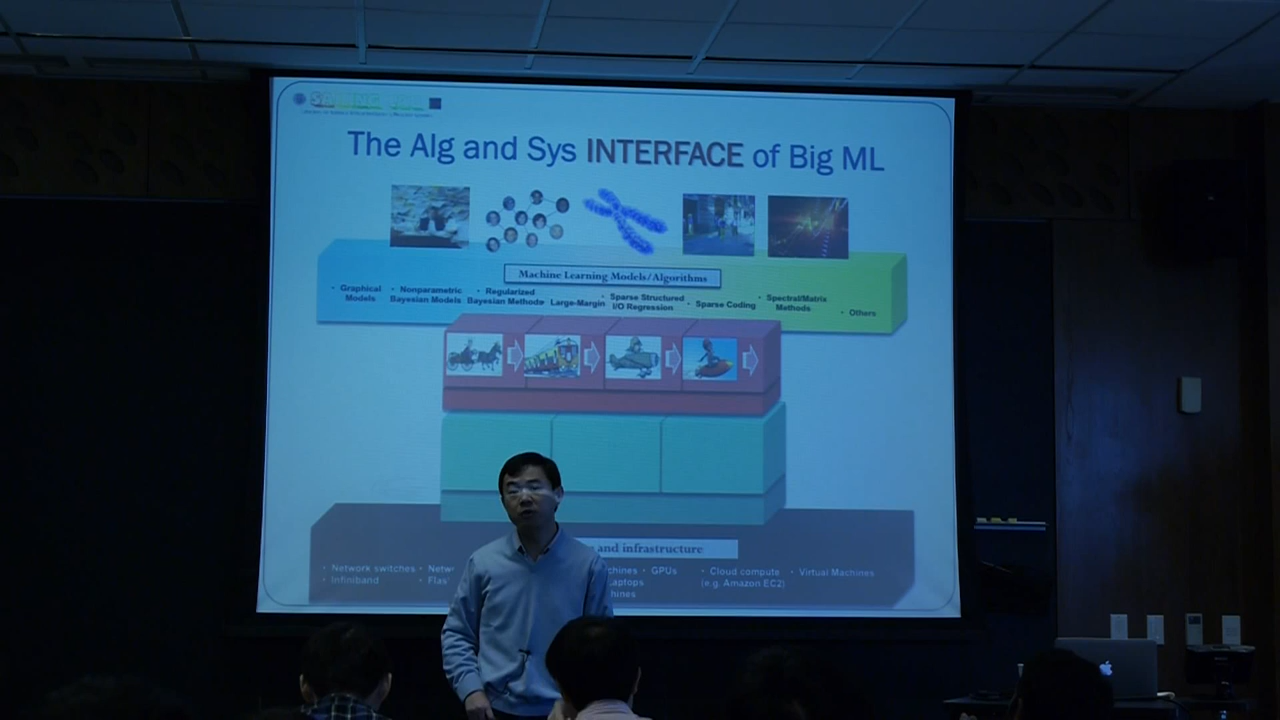 SAILING LAB
The Alg and Sys INTERFACE of Big ML
Machine Learning Models/Algorithms
• Graphical Models
• Nonparametric Bayesian Models
• Regularized Bayesian Methods
• Large-Margin
• Sparse Structured I/O Regression
• Sparse Coding
• Spectral/Matrix Methods
• Others
and infrastructure
• Network switches
• Infiniband
• GPUs
• Cloud compute
(e.g. Amazon EC2)
• Virtual Machines